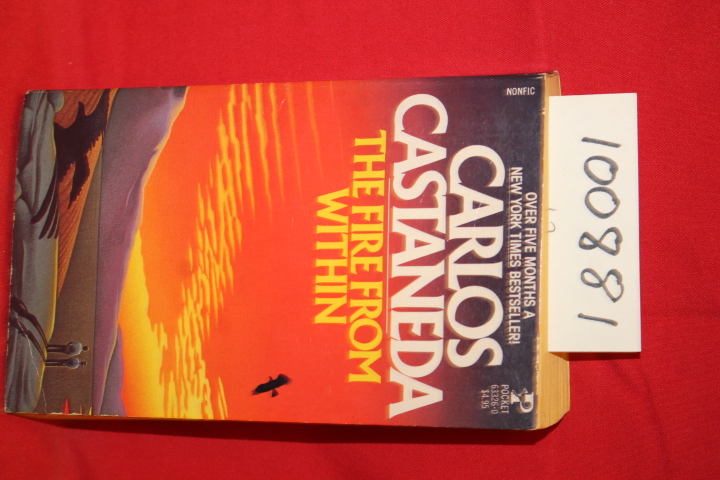 NONFIC
OVER FIVE MONTHS A
NEW YORK TIMES BESTSELLER!
CARLOS
CASTANEDA
THE FIRE FROM
WITHIN
POCKET
63326-0
$4.95
100881